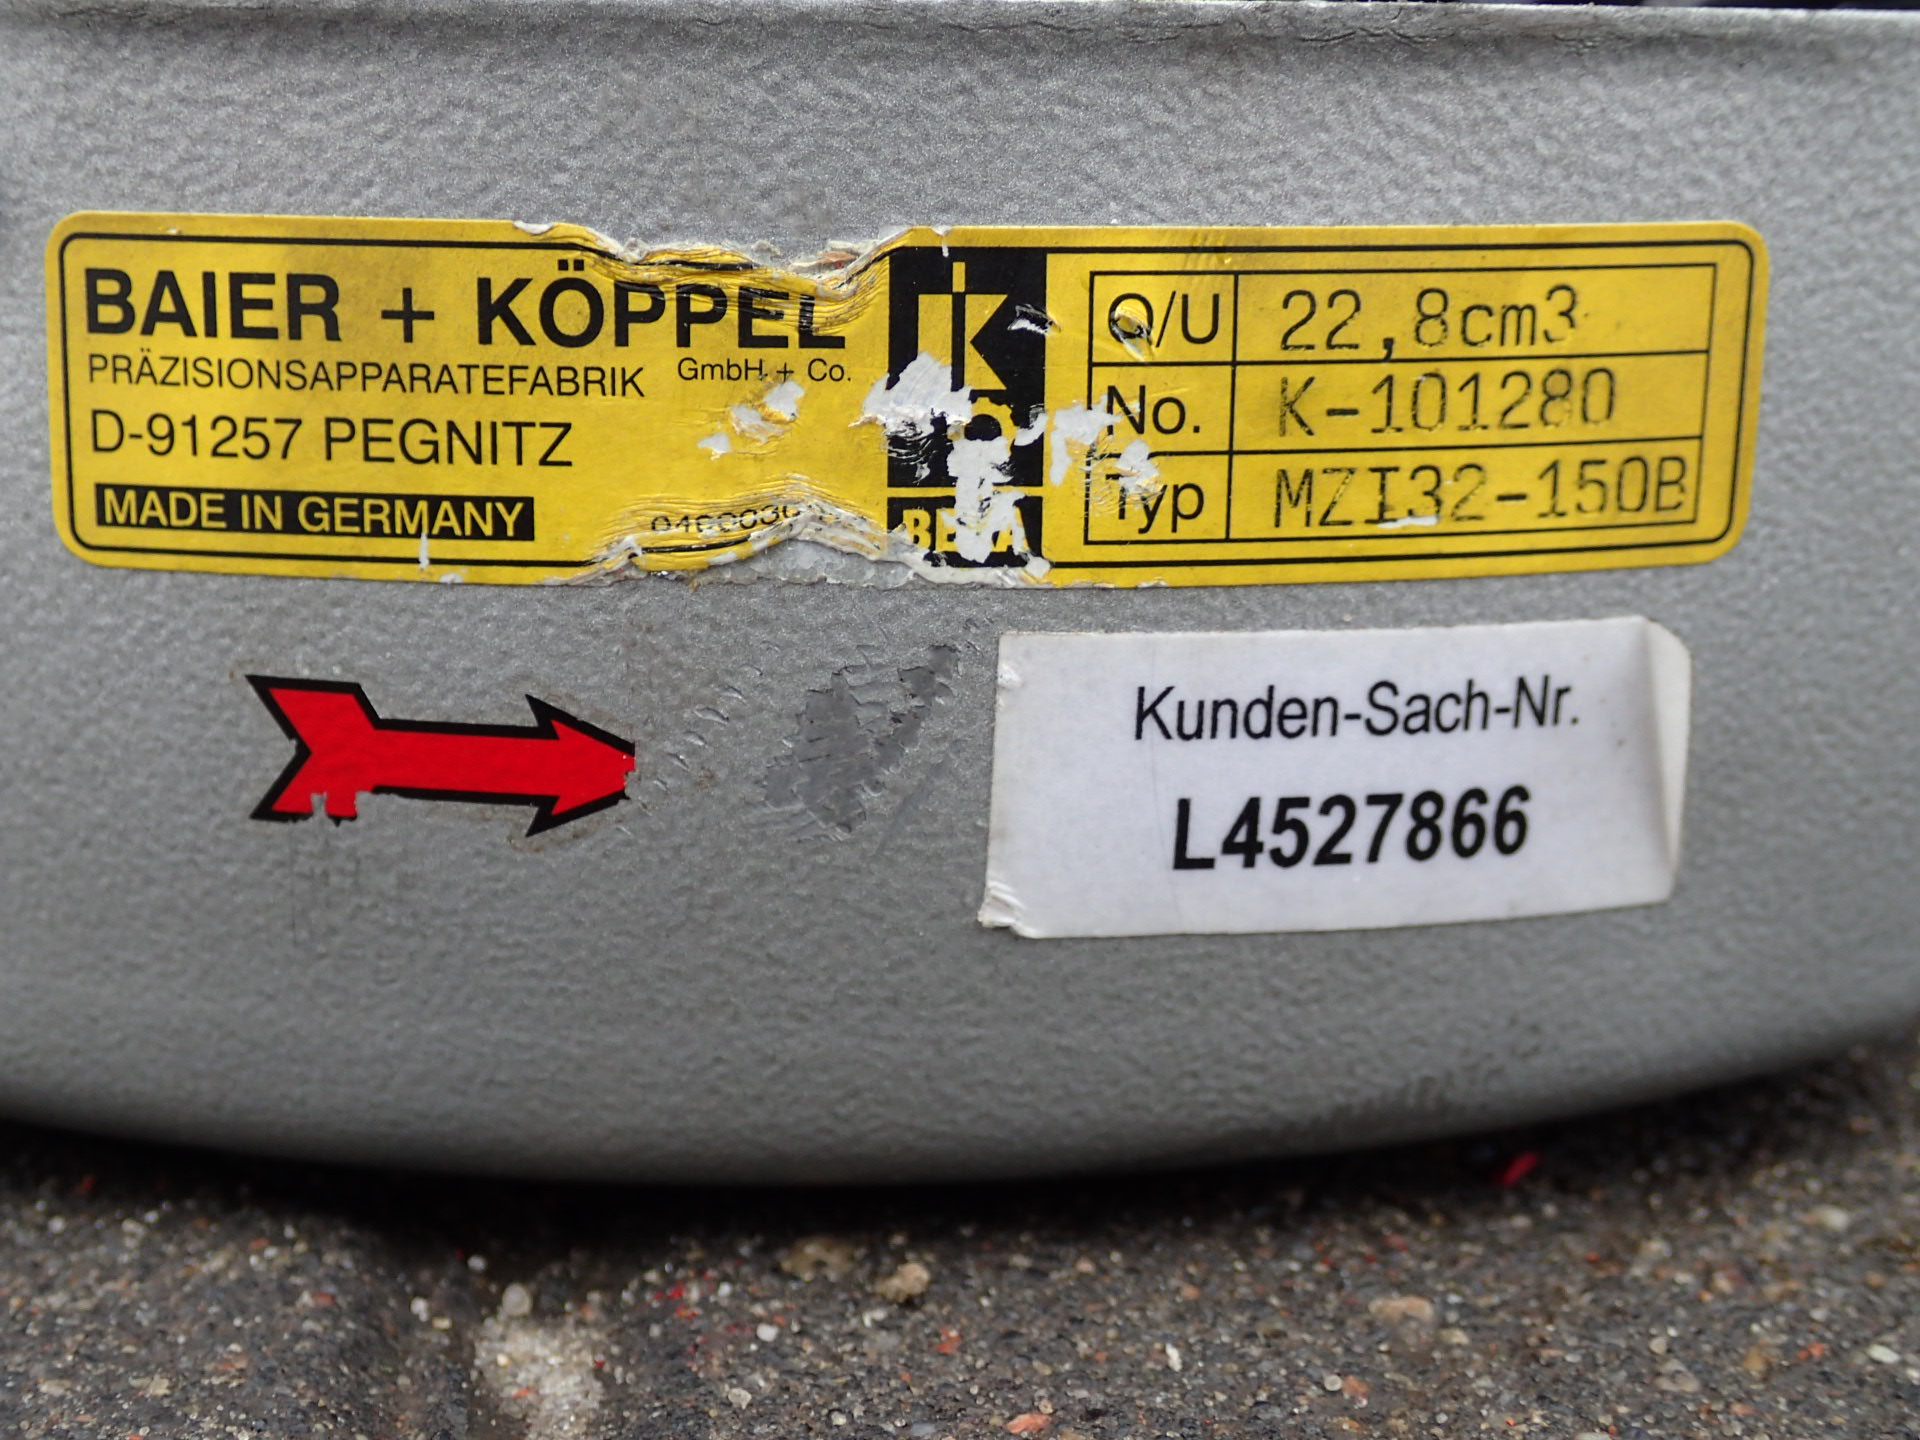 BAIER + KÖPPEL
PRÄZISIONSAPPARATEFABRIK GmbH + Co.
D-91257 PEGNITZ
MADE IN GERMANY
BEKA
Q/U 22,8cm3
No. K-101280
Typ MZI32-150B
Kunden-Sach-Nr.
L4527866